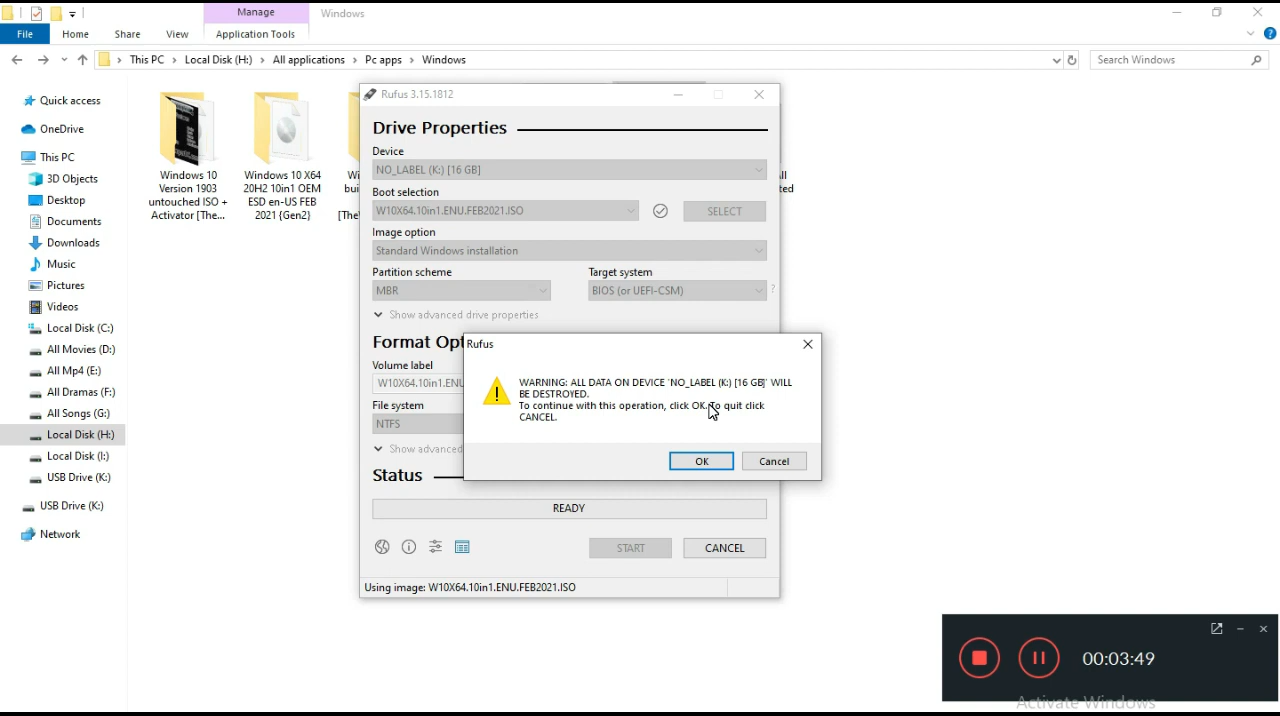 Manage
Windows
File
Home
Share
View
Application Tools
This PC
Local Disk (H:)
All applications
Pc apps
Windows
Search Windows
Quick access
OneDrive
This PC
3D Objects
Desktop
Documents
Downloads
Music
Pictures
Videos
Local Disk (C:)
All Movies (D:)
All Mp4 (E:)
All Dramas (F:)
All Songs (G:)
Local Disk (H:)
Local Disk (I:)
USB Drive (K:)
USB Drive (K:)
Network
Windows 10
Version 1903
untouched ISO +
Activator [The...
Windows 10 X64
20H2 10in1 OEM
ESD en-US FEB
2021 {Gen2}
Rufus 3.15.1812
Drive Properties
Device
NO_LABEL (K:) [16 GB]
Boot selection
W10X64.10in1.ENU.FEB2021.ISO
SELECT
Image option
Standard Windows installation
Partition scheme
Target system
MBR
BIOS (or UEFI-CSM)
?
Show advanced drive properties
Format Opt
Volume label
W10X64.10in1.ENU
File system
NTFS
Show advanced
Status
READY
START
CANCEL
Using image: W10X64.10in1.ENU.FEB2021.ISO
Rufus
WARNING: ALL DATA ON DEVICE 'NO_LABEL (K:) [16 GB]' WILL
BE DESTROYED.
To continue with this operation, click OK. To quit click
CANCEL.
OK
Cancel
00:03:49
Activate Windows